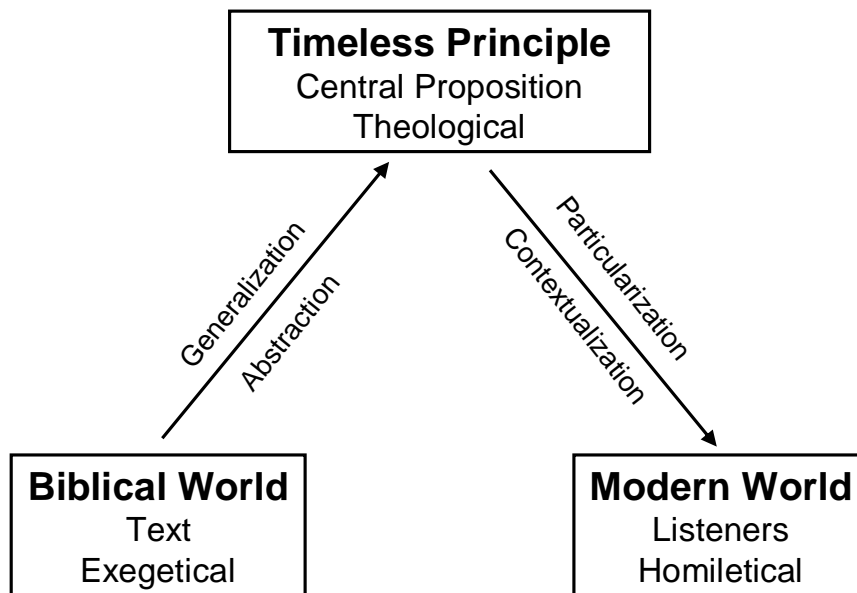 Timeless Principle
Central Proposition
Theological
Generalization
Abstraction
Particularization
Contextualization
Biblical World
Text
Exegetical
Modern World
Listeners
Homiletical